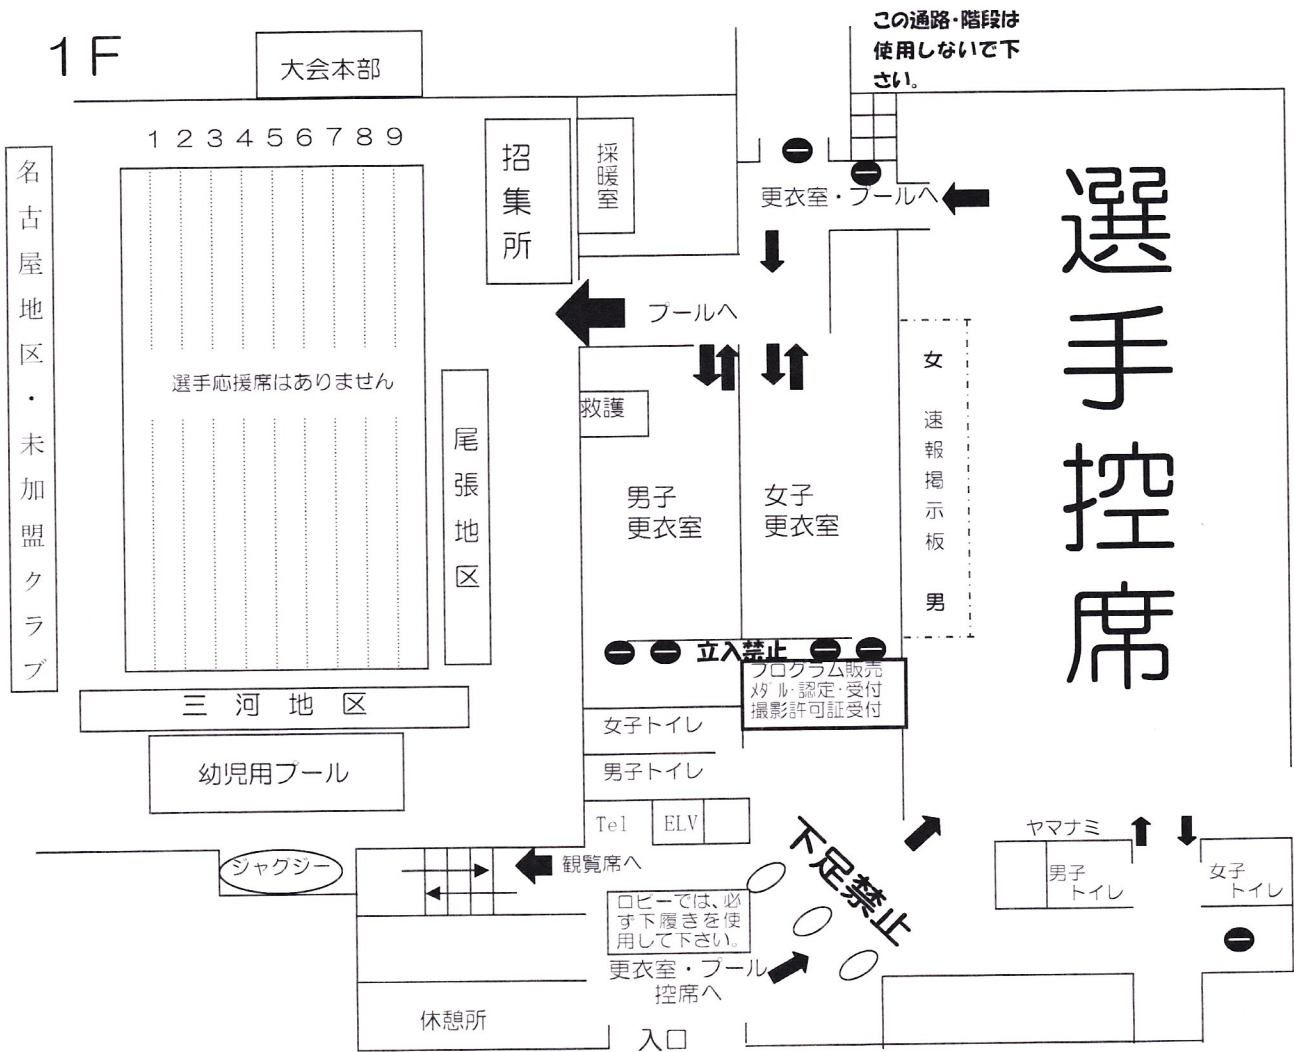 1F
大会本部
この通路・階段は
使用しないで下
さい。
1 2 3 4 5 6 7 8 9
名古屋地区・未加盟クラブ
招集所
採暖室
更衣室・プールへ
プールへ
選手控席
選手応援席はありません
尾張地区
救護
男子
更衣室
女子
更衣室
女 速報掲示板 男
立入禁止
プログラム販売
メダル・認定・受付
撮影許可証受付
三河地区
幼児用プール
女子トイレ
男子トイレ
Tel
ELV
ジャグジー
観覧席へ
下足禁止
ロビーでは、必
ず下履きを使
用して下さい。
更衣室・プール
控席へ
休憩所
入口
ヤマナミ
男子
トイレ
女子
トイレ